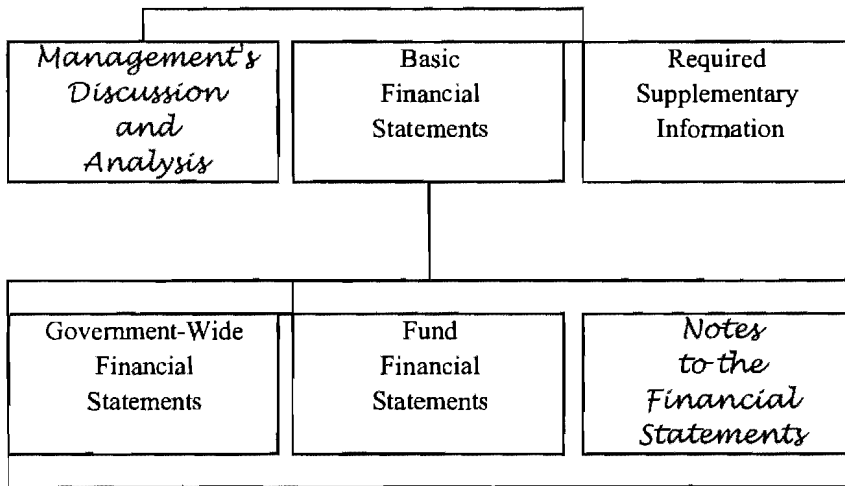 Management's
Discussion
and
Analysis
Basic
Financial
Statements
Required
Supplementary
Information
Government-Wide
Financial
Statements
Fund
Financial
Statements
Notes
to the
Financial
Statements